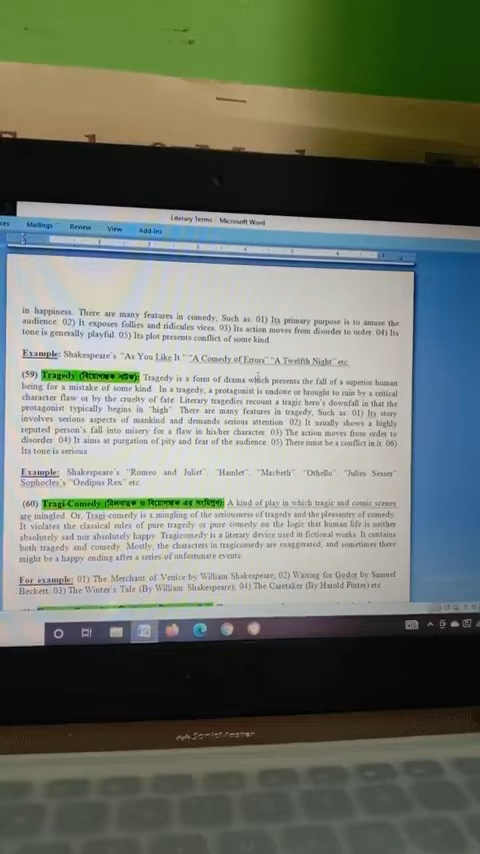 Literary Terms - Microsoft Word
Mailings Review View Add-Ins
in happiness. There are many features in comedy, Such as: 01) Its primary purpose is to amuse the
audience. 02) It exposes follies and ridicules vices. 03) Its action moves from disorder to order. 04) Its
tone is generally playful. 05) Its plot presents conflict of some kind.
Example: Shakespeare's "As You Like It" "A Comedy of Errors" "A Twelfth Night" etc.
(59) Tragedy (বিয়োগান্তক নাটক): Tragedy is a form of drama which presents the fall of a superior human
being for a mistake of some kind. In a tragedy, a protagonist is undone or brought to ruin by a critical
character flaw or by the cruelty of fate. Literary tragedies recount a tragic hero's downfall in that the
protagonist typically begins in "high". There are many features in tragedy, Such as: 01) Its story
involves serious aspects of mankind and demands serious attention. 02) It usually shows a highly
reputed person's fall into misery for a flaw in his/her character. 03) The action moves from order to
disorder. 04) It aims at purgation of pity and fear of the audience. 05) There must be a conflict in it. 06)
Its tone is serious.
Example: Shakespeare's "Romeo and Juliet", "Hamlet", "Macbeth", "Othello", "Julies Sesser"
Sophocles's "Oedipus Rex" etc.
(60) Tragi-Comedy (মিলনান্তক ও বিয়োগান্তক এর সংমিশ্রণ): A kind of play in which tragic and comic scenes
are mingled. Or, Tragi-comedy is a mingling of the seriousness of tragedy and the pleasantry of comedy.
It violates the classical rules of pure tragedy or pure comedy on the logic that human life is neither
absolutely sad nor absolutely happy. Tragicomedy is a literary device used in fictional works. It contains
both tragedy and comedy. Mostly, the characters in tragicomedy are exaggerated, and sometimes there
might be a happy ending after a series of unfortunate events.
For example: 01) The Merchant of Venice by William Shakespeare, 02) Waiting for Godot by Samuel
Beckett, 03) The Winter's Tale (By William Shakespeare), 04) The Caretaker (By Harold Pinter) etc.